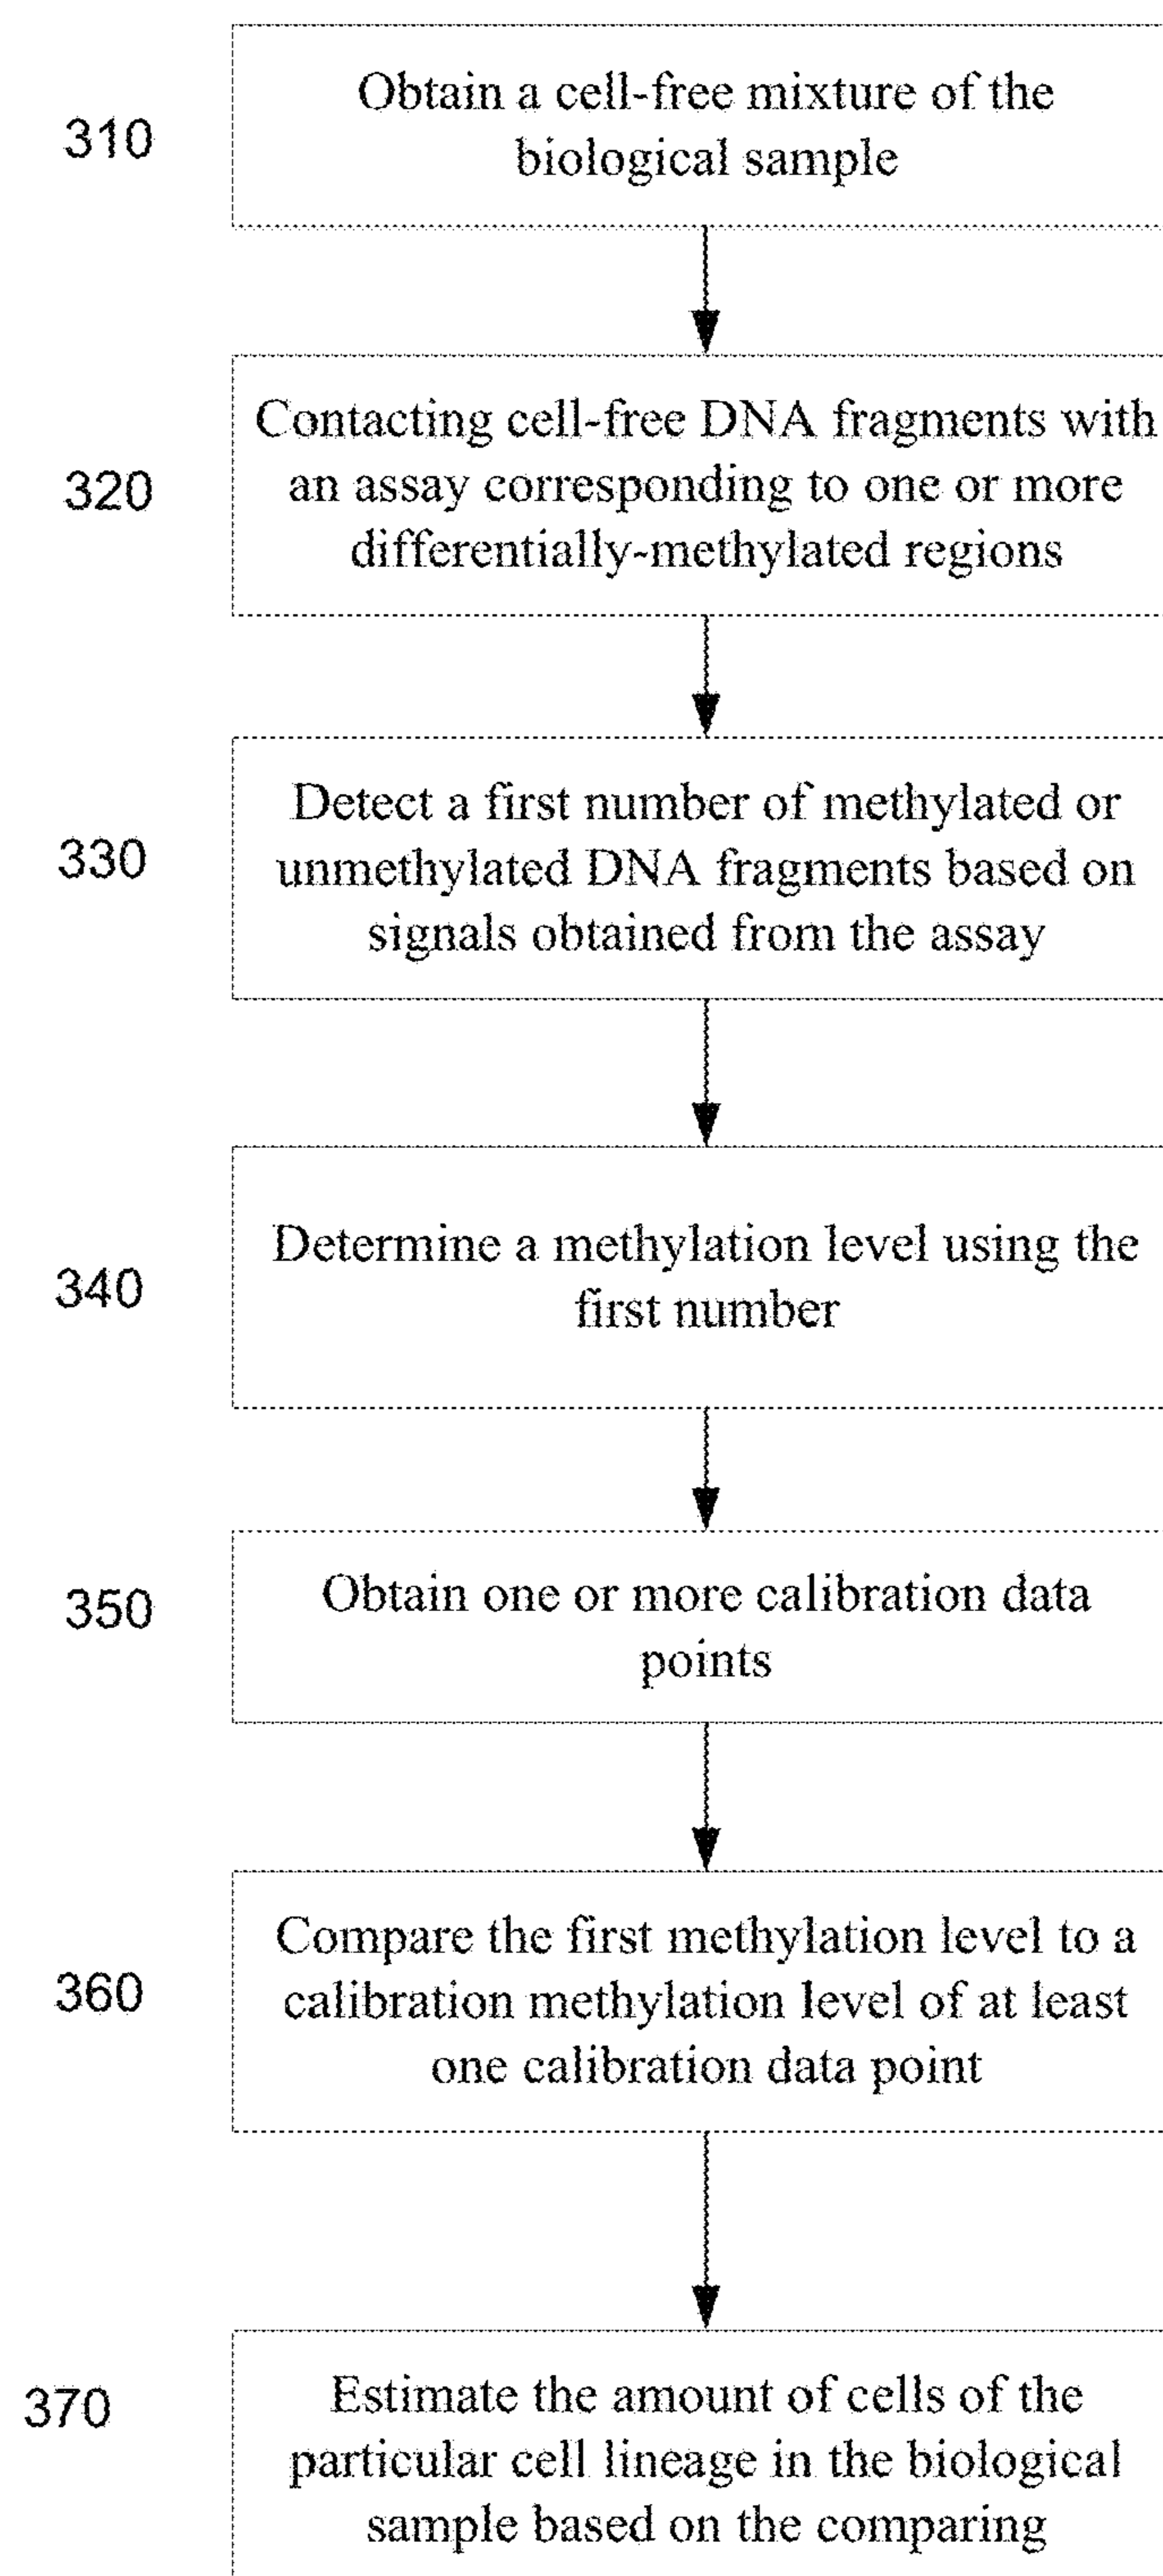 310
Obtain a cell-free mixture of the
biological sample
320
Contacting cell-free DNA fragments with
an assay corresponding to one or more
differentially-methylated regions
330
Detect a first number of methylated or
unmethylated DNA fragments based on
signals obtained from the assay
340
Determine a methylation level using the
first number
350
Obtain one or more calibration data
points
360
Compare the first methylation level to a
calibration methylation level of at least
one calibration data point
370
Estimate the amount of cells of the
particular cell lineage in the biological
sample based on the comparing